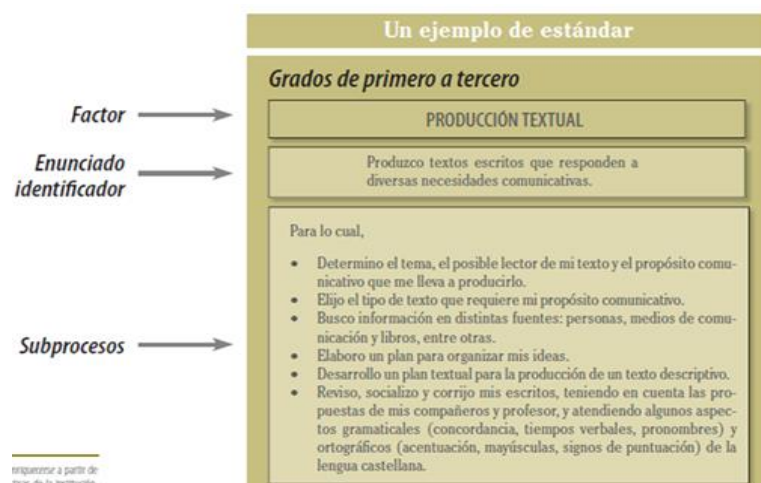 Un ejemplo de estándar
Grados de primero a tercero
Factor
PRODUCCIÓN TEXTUAL
Enunciado
identificador
Produzco textos escritos que responden a
diversas necesidades comunicativas.
Subprocesos
Para lo cual,
• Determino el tema, el posible lector de mi texto y el propósito comu-
nicativo que me lleva a producirlo.
• Elijo el tipo de texto que requiere mi propósito comunicativo.
• Busco información en distintas fuentes: personas, medios de comu-
nicación y libros, entre otras.
• Elaboro un plan para organizar mis ideas.
• Desarrollo un plan textual para la producción de un texto descriptivo.
• Reviso, socializo y corrijo mis escritos, teniendo en cuenta las pro-
puestas de mis compañeros y profesor, y atendiendo algunos aspec-
tos gramaticales (concordancia, tiempos verbales, pronombres) y
ortográficos (acentuación, mayúsculas, signos de puntuación) de la
lengua castellana.
a partir de